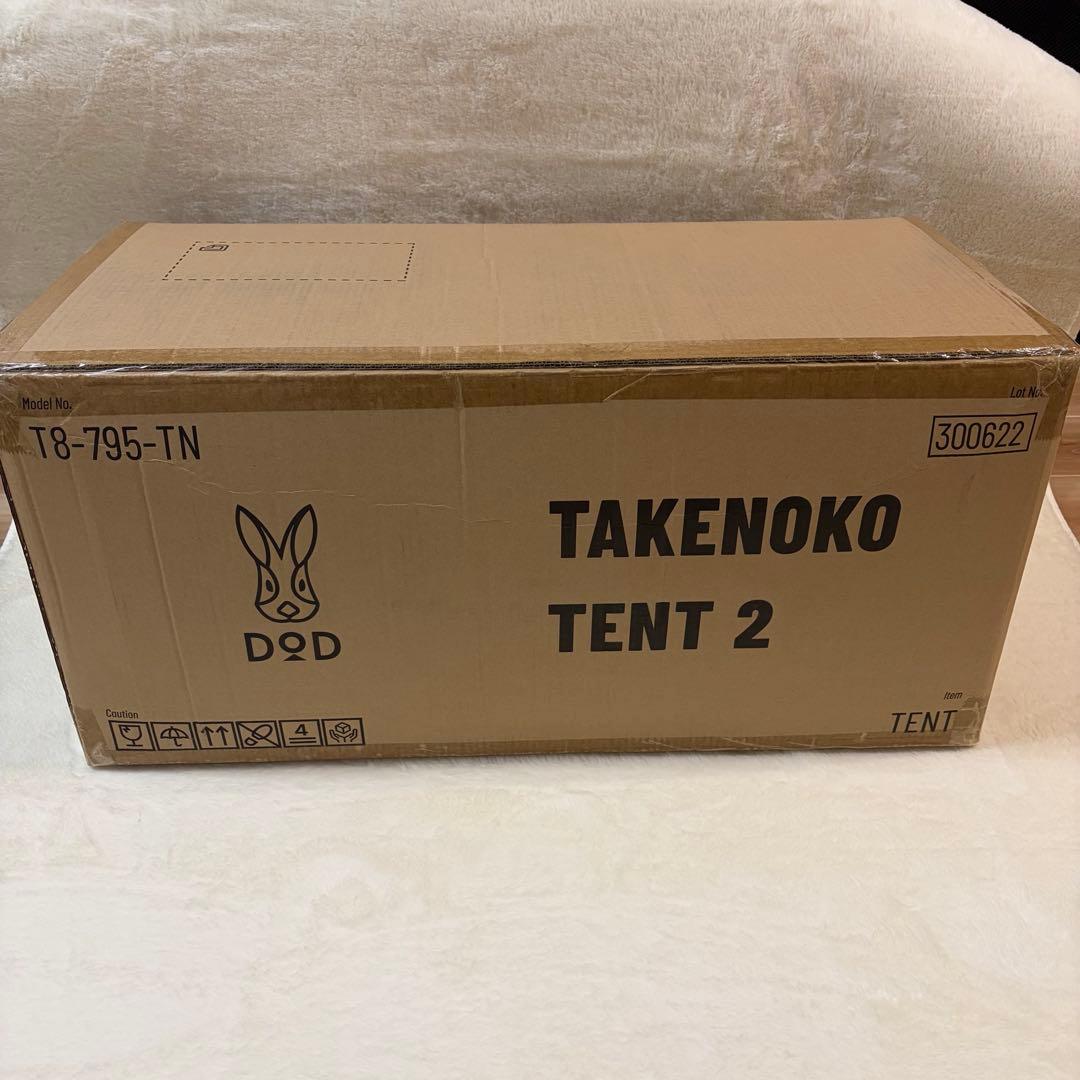 Model No.
T8-795-TN
Lot No.
300622
DOD
TAKENOKO
TENT 2
Caution
4
Item
TENT